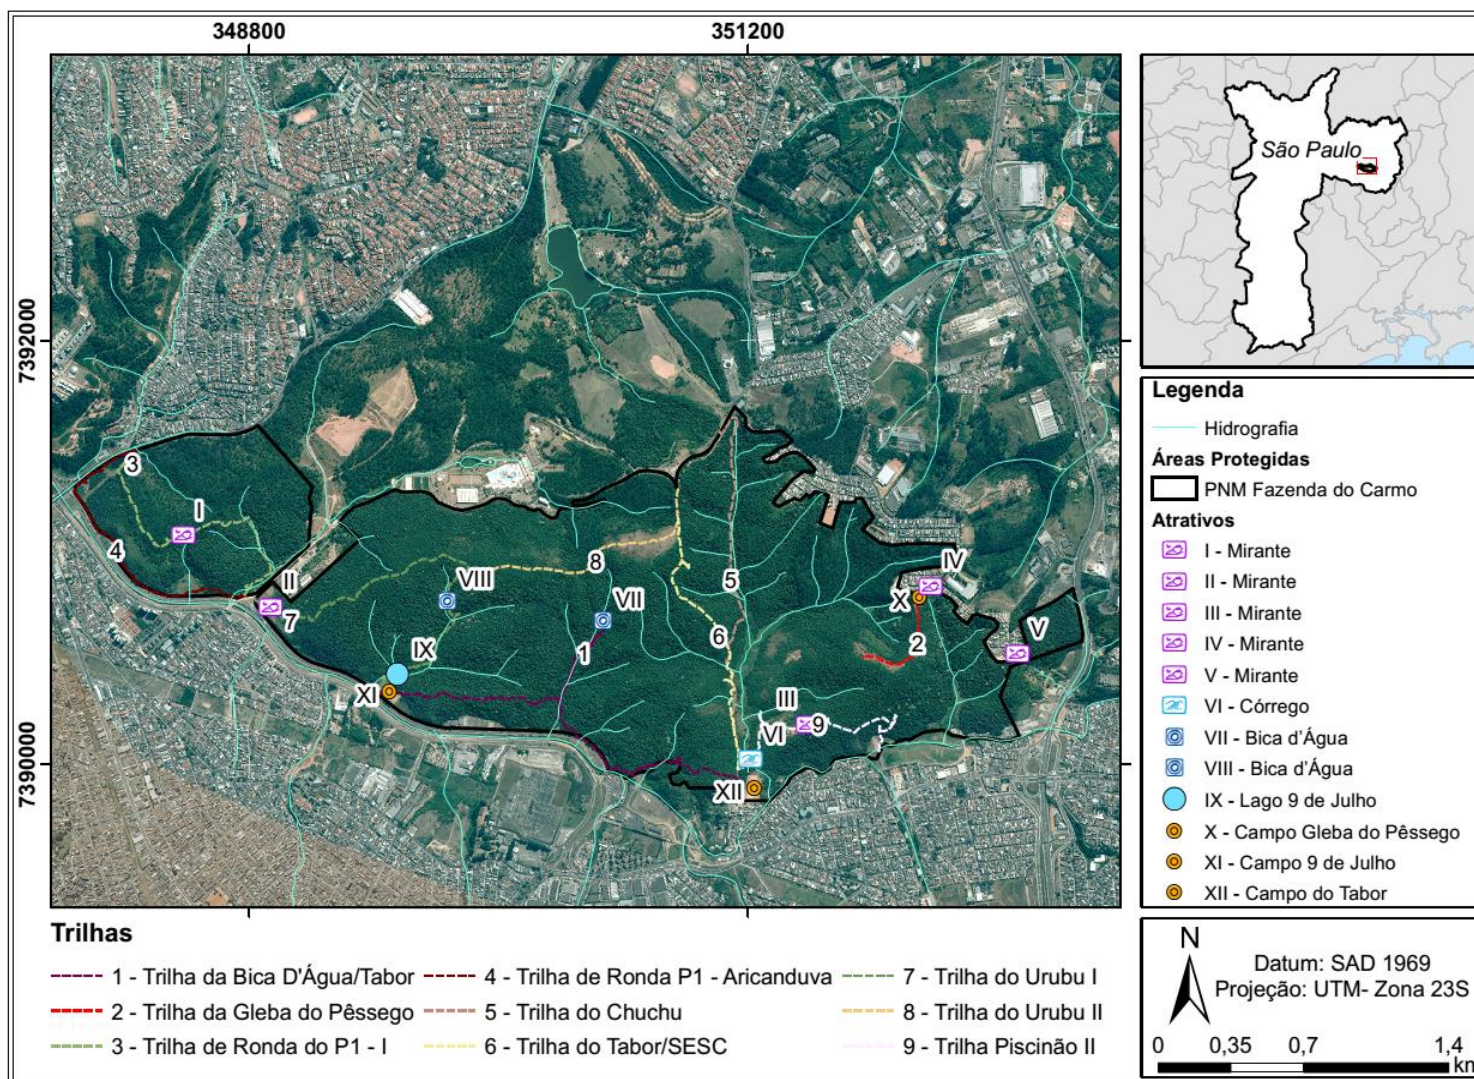 348800
351200
7392000
7390000
3
I
4
II
7
VIII
IX
XI
8
VII
1
5
6
III
VI
9
XII
IV
X
2
V
São Paulo
Legenda
Hidrografia
Áreas Protegidas
PNM Fazenda do Carmo
Atrativos
I - Mirante
II - Mirante
III - Mirante
IV - Mirante
V - Mirante
VI - Córrego
VII - Bica d'Água
VIII - Bica d'Água
IX - Lago 9 de Julho
X - Campo Gleba do Pêssego
XI - Campo 9 de Julho
XII - Campo do Tabor
Trilhas
1 - Trilha da Bica D'Água/Tabor
2 - Trilha da Gleba do Pêssego
3 - Trilha de Ronda do P1 - I
4 - Trilha de Ronda P1 - Aricanduva
5 - Trilha do Chuchu
6 - Trilha do Tabor/SESC
7 - Trilha do Urubu I
8 - Trilha do Urubu II
9 - Trilha Piscinão II
N
Datum: SAD 1969
Projeção: UTM- Zona 23S
0 0,35 0,7 1,4
km